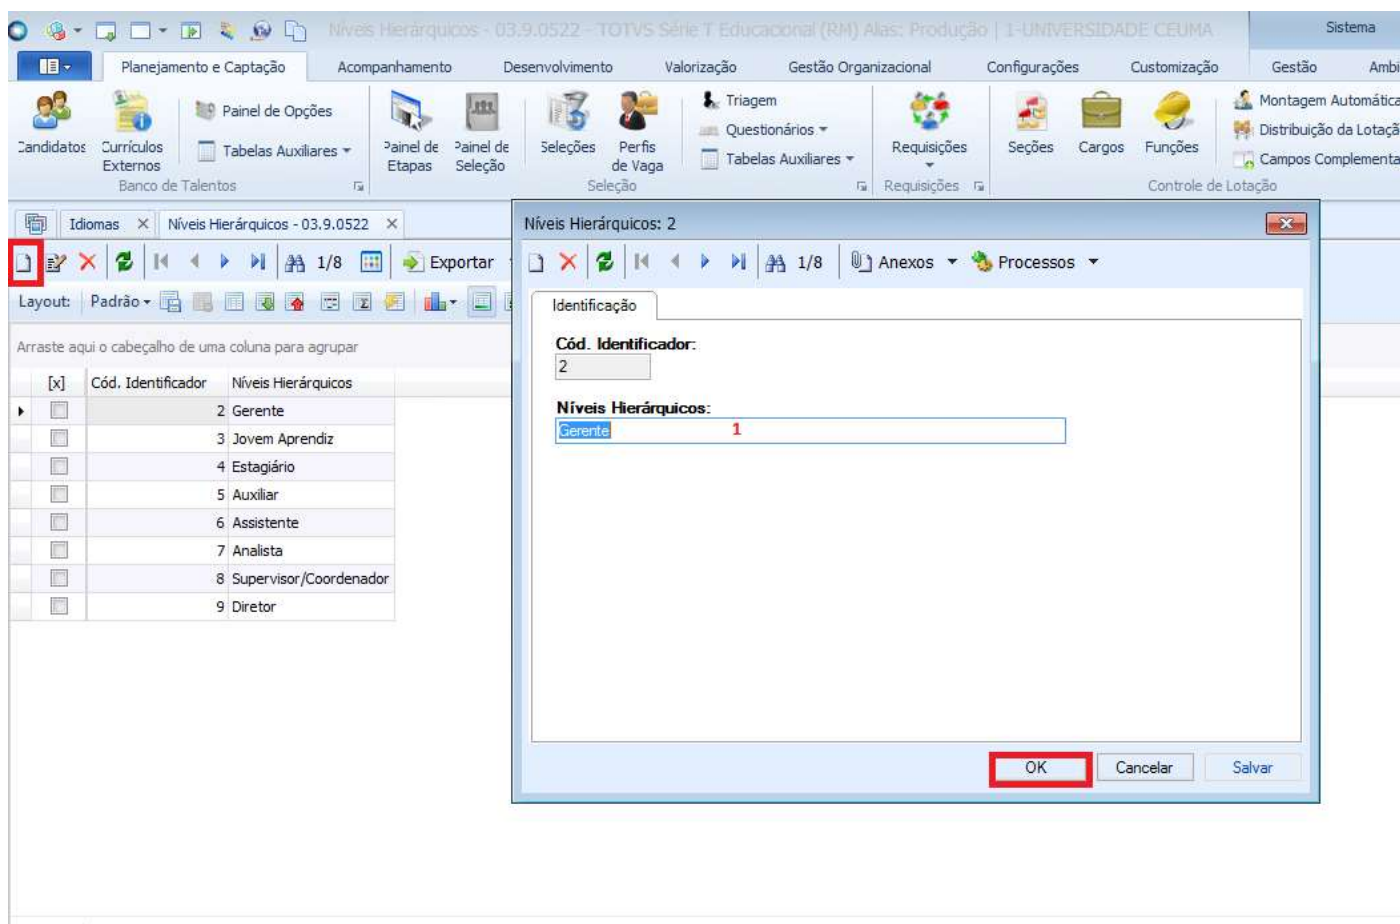 Níveis Hierárquicos - 03.9.0522 - TOTVS Série T Educacional (RM) Alias: Produção | 1-UNIVERSIDADE CEUMA
Sistema
Planejamento e Captação Acompanhamento Desenvolvimento Valorização Gestão Organizacional Configurações Customização Gestão Ambi
Candidatos
Currículos
Externos
Painel de Opções
Tabelas Auxiliares
Banco de Talentos
Painel de
Etapas
Painel de
Seleção
Seleções
Perfis
de Vaga
Triagem
Questionários
Tabelas Auxiliares
Seleção
Requisições
Requisições
Seções
Cargos
Funções
Montagem Automática
Distribuição da Lotaçã
Campos Complementa
Controle de Lotação
Idiomas Níveis Hierárquicos - 03.9.0522
1/8 Exportar
Layout: Padrão
Arraste aqui o cabeçalho de uma coluna para agrupar
[x] Cód. Identificador Níveis Hierárquicos
2 Gerente
3 Jovem Aprendiz
4 Estagiário
5 Auxiliar
6 Assistente
7 Analista
8 Supervisor/Coordenador
9 Diretor
Níveis Hierárquicos: 2
1/8 Anexos Processos
Identificação
Cód. Identificador:
2
Níveis Hierárquicos:
Gerente 1
OK Cancelar Salvar